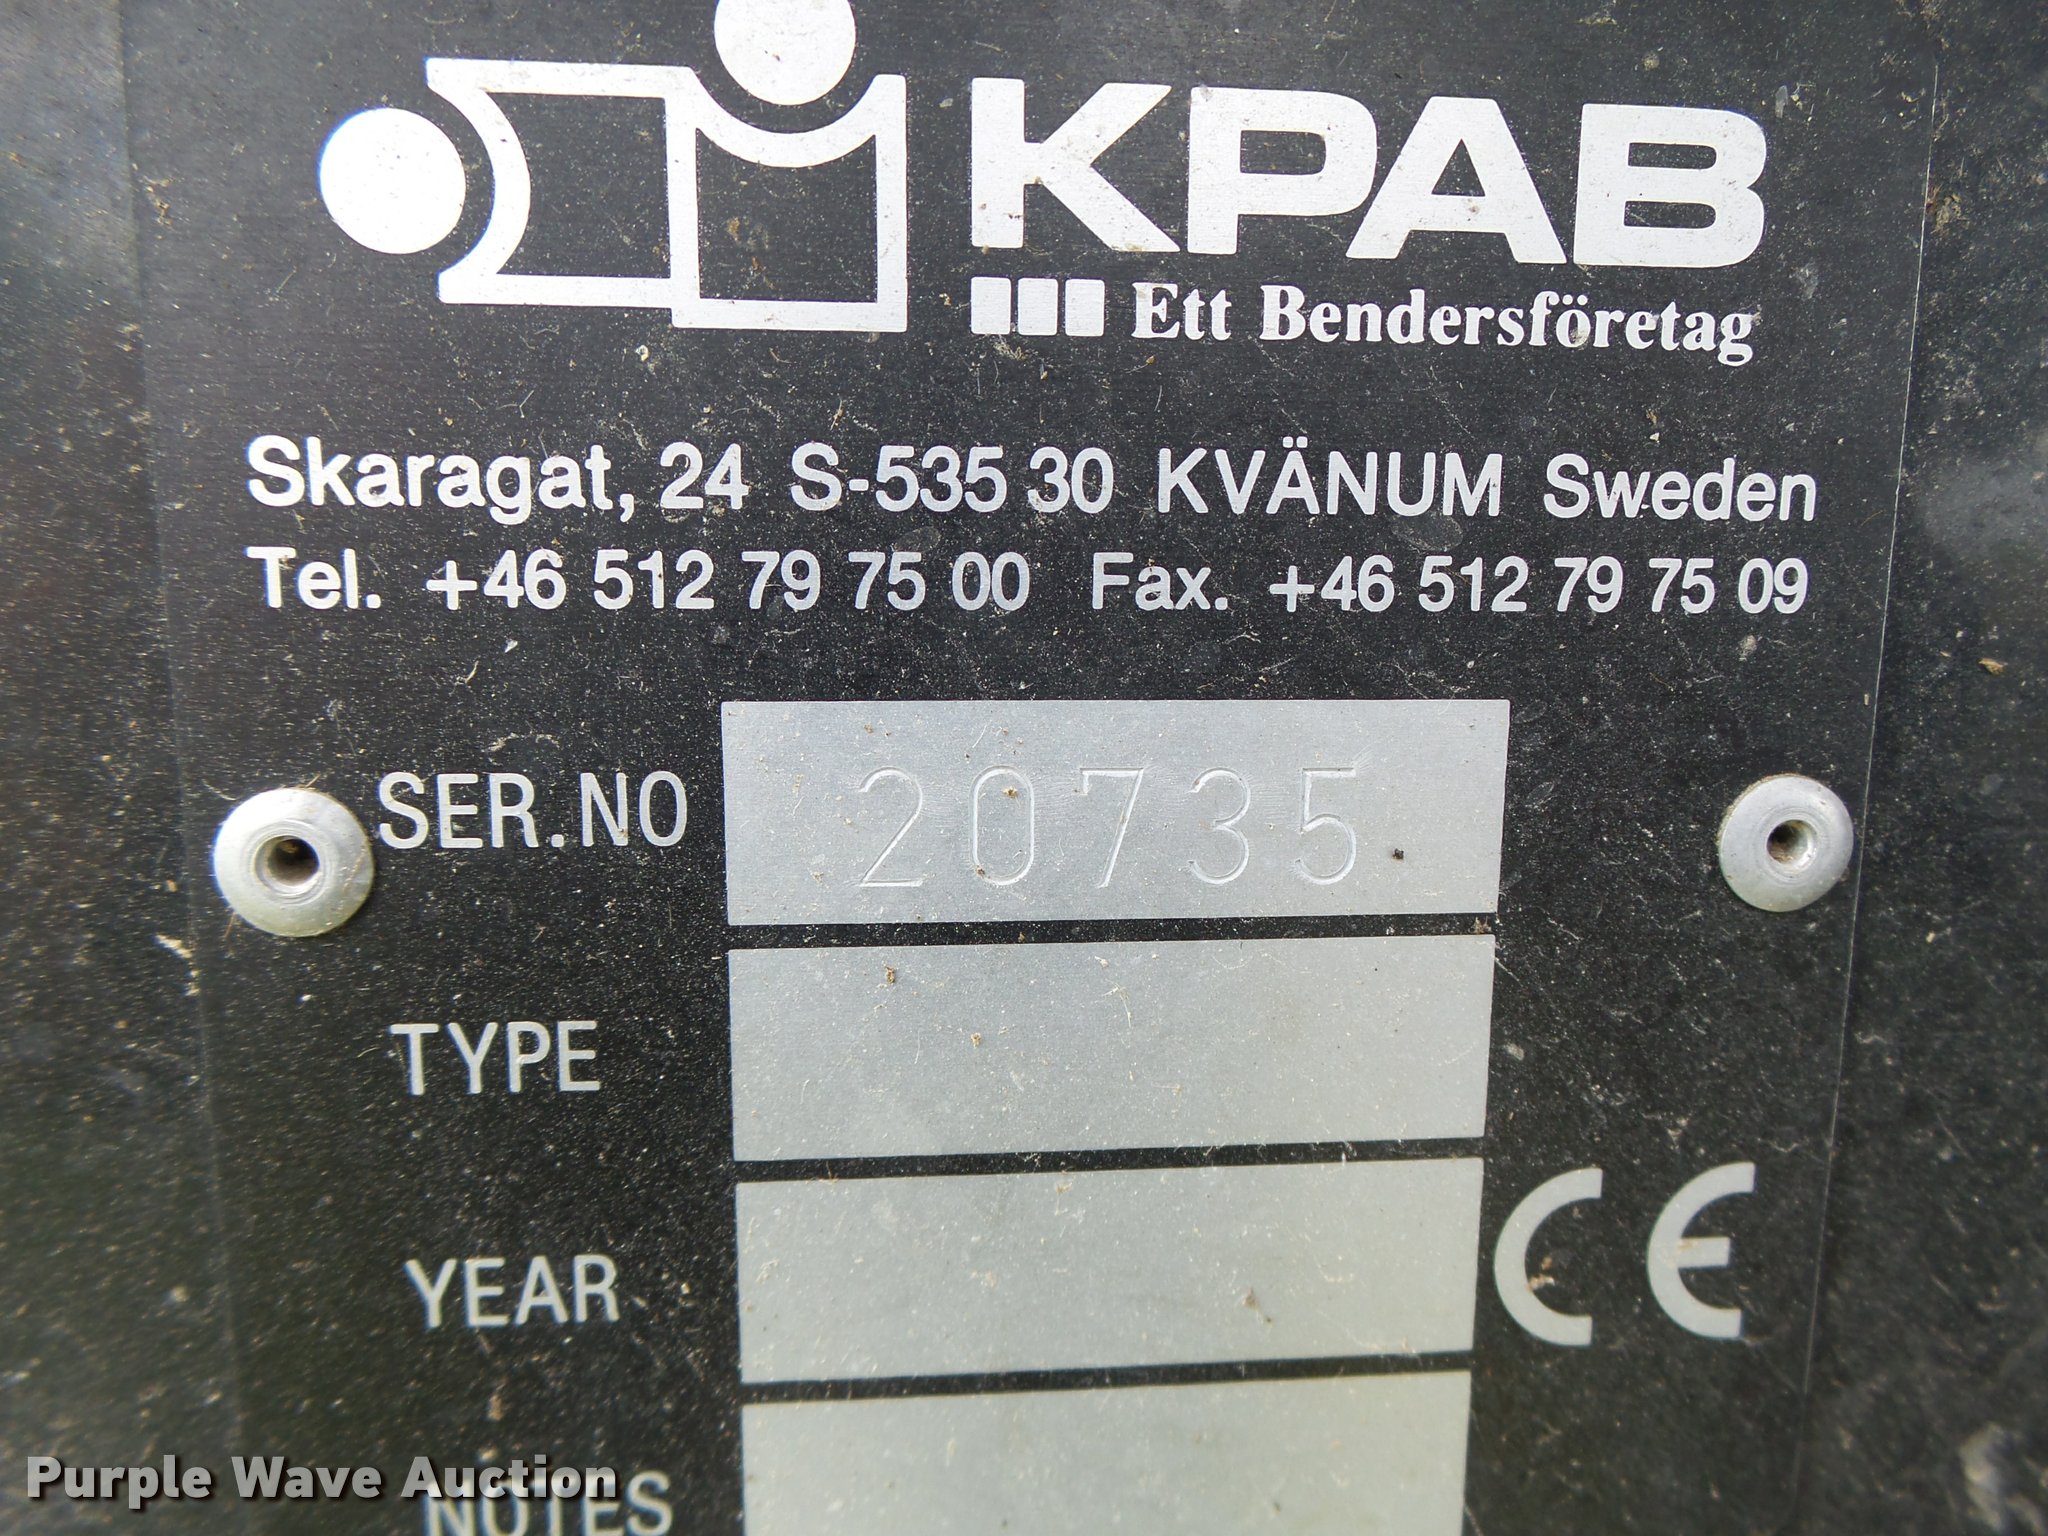 KPAB
Ett Bendersföretag
Skaragat, 24 S-535 30 KVÄNUM Sweden
Tel. +46 512 79 75 00 Fax. +46 512 79 75 09
SER.NO 20735
TYPE
YEAR
CE
NOTES
Purple Wave Auction